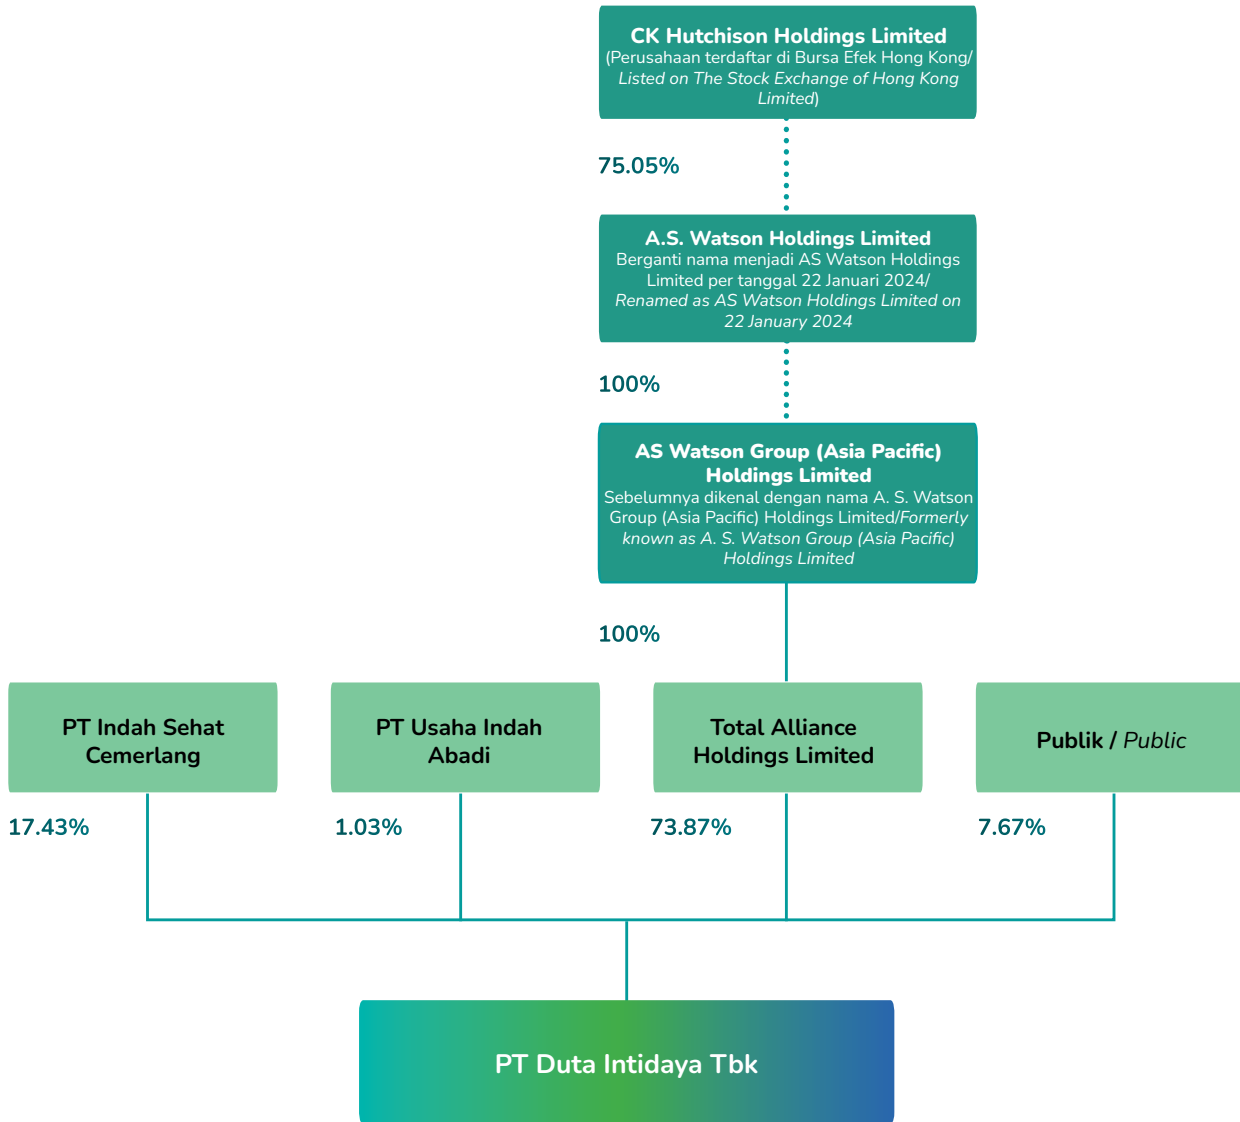 CK Hutchison Holdings Limited
(Perusahaan terdaftar di Bursa Efek Hong Kong/
Listed on The Stock Exchange of Hong Kong
Limited)
75.05%
A.S. Watson Holdings Limited
Berganti nama menjadi AS Watson Holdings
Limited per tanggal 22 Januari 2024/
Renamed as AS Watson Holdings Limited on
22 January 2024
100%
AS Watson Group (Asia Pacific)
Holdings Limited
Sebelumnya dikenal dengan nama A. S. Watson
Group (Asia Pacific) Holdings Limited/Formerly
known as A. S. Watson Group (Asia Pacific)
Holdings Limited
100%
PT Indah Sehat
Cemerlang
17.43%
PT Usaha Indah
Abadi
1.03%
Total Alliance
Holdings Limited
73.87%
Publik / Public
7.67%
PT Duta Intidaya Tbk